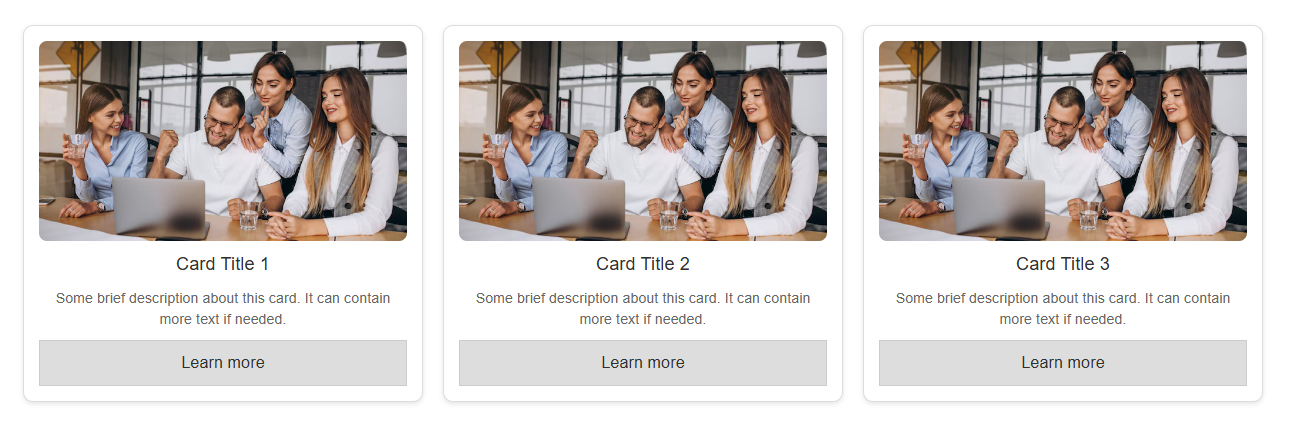 Card Title 1
Some brief description about this card. It can contain
more text if needed.
Learn more
Card Title 2
Some brief description about this card. It can contain
more text if needed.
Learn more
Card Title 3
Some brief description about this card. It can contain
more text if needed.
Learn more